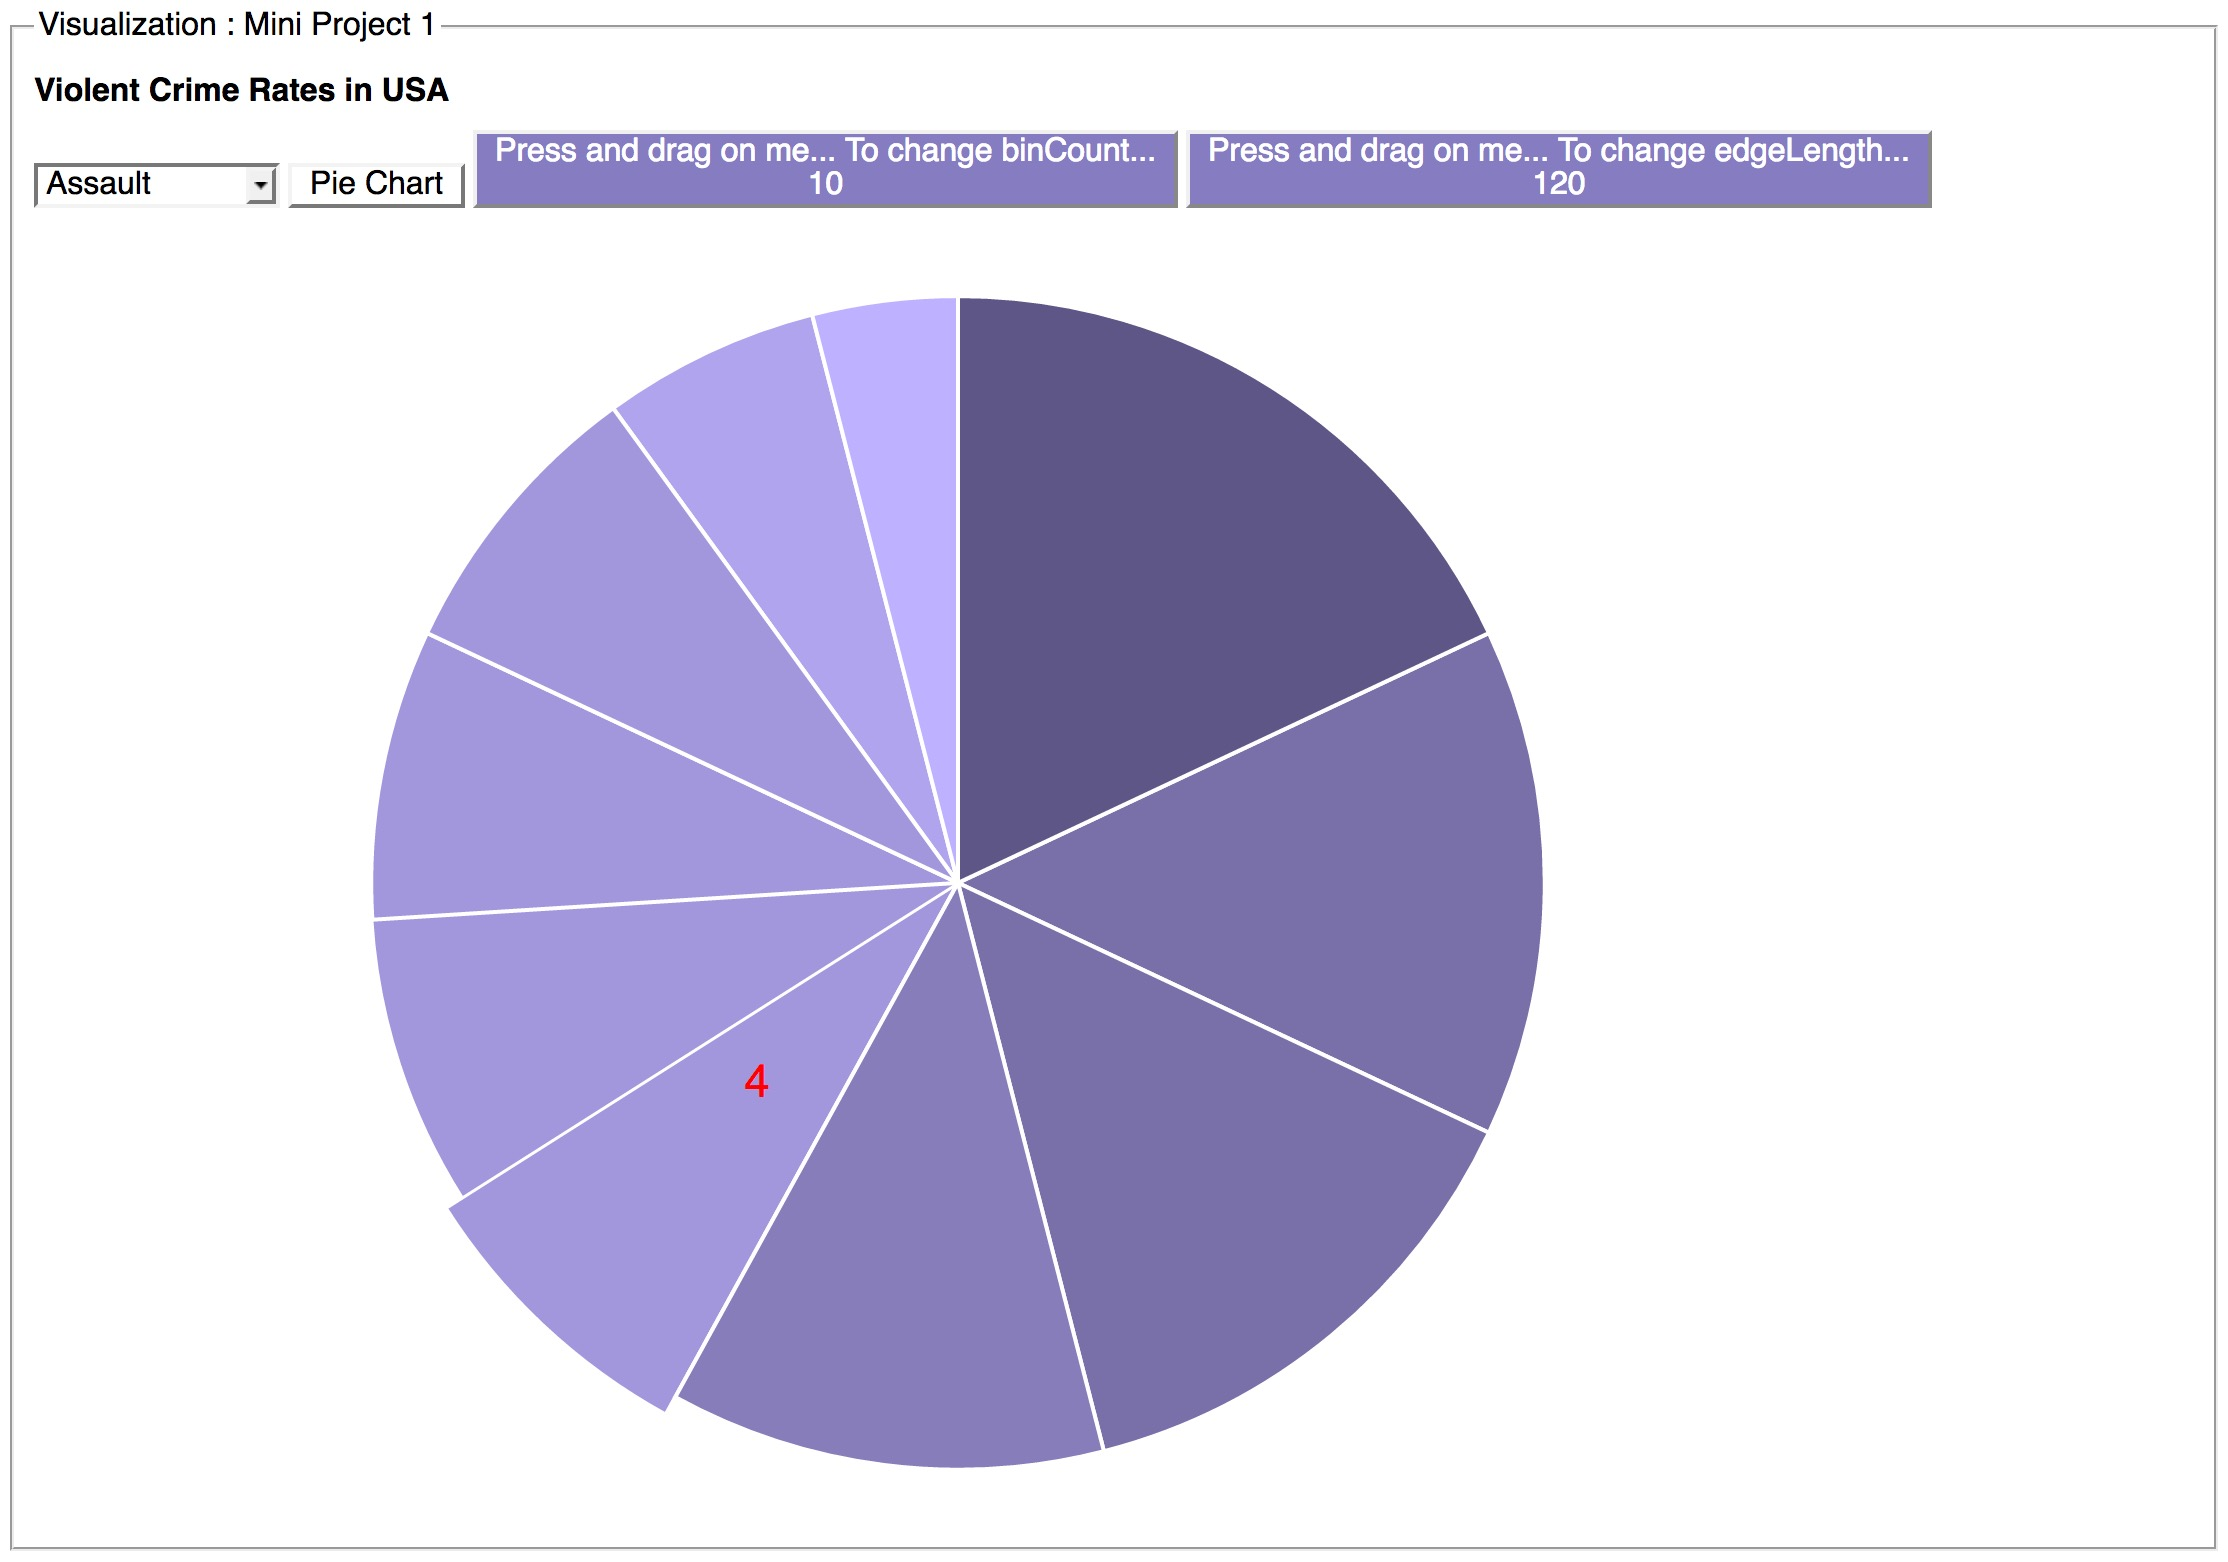 Visualization : Mini Project 1
Violent Crime Rates in USA
Assault
Pie Chart
Press and drag on me... To change binCount...
10
Press and drag on me... To change edgeLength...
120
4